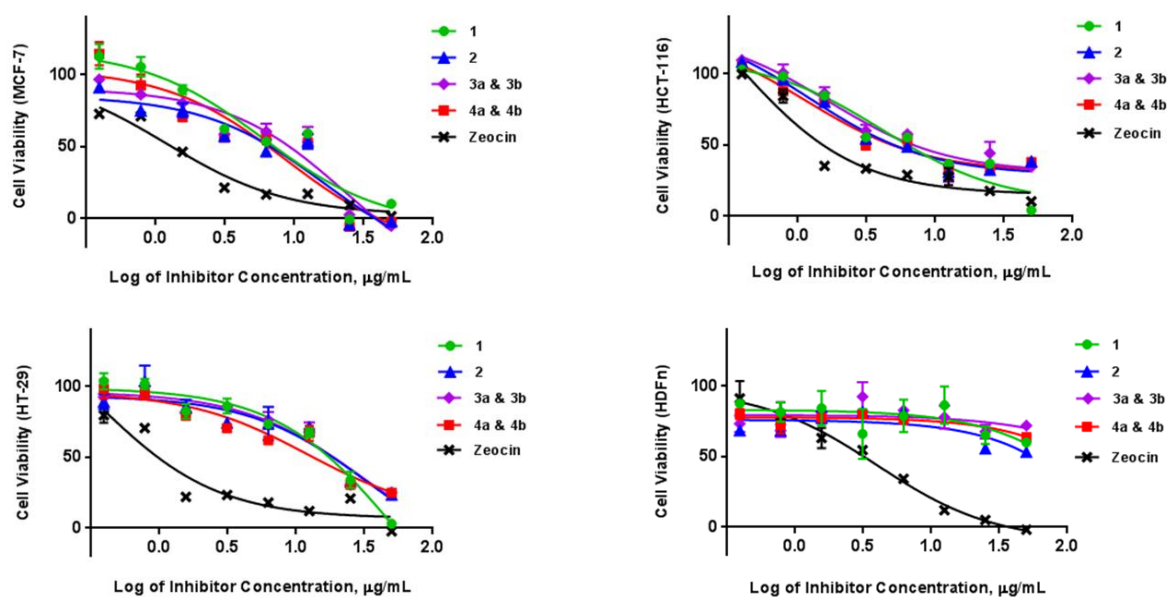 Cell Viability (MCF-7)
100
50
0
0.0 0.5 1.0 1.5 2.0
Log of Inhibitor Concentration, μg/mL
1
2
3a & 3b
4a & 4b
Zeocin
Cell Viability (HCT-116)
100
50
0
0.0 0.5 1.0 1.5 2.0
Log of Inhibitor Concentration, μg/mL
1
2
3a & 3b
4a & 4b
Zeocin
Cell Viability (HT-29)
100
50
0
0.0 0.5 1.0 1.5 2.0
Log of Inhibitor Concentration, μg/mL
1
2
3a & 3b
4a & 4b
Zeocin
Cell Viability (HDFn)
100
50
0
0.0 0.5 1.0 1.5 2.0
Log of Inhibitor Concentration, μg/mL
1
2
3a & 3b
4a & 4b
Zeocin